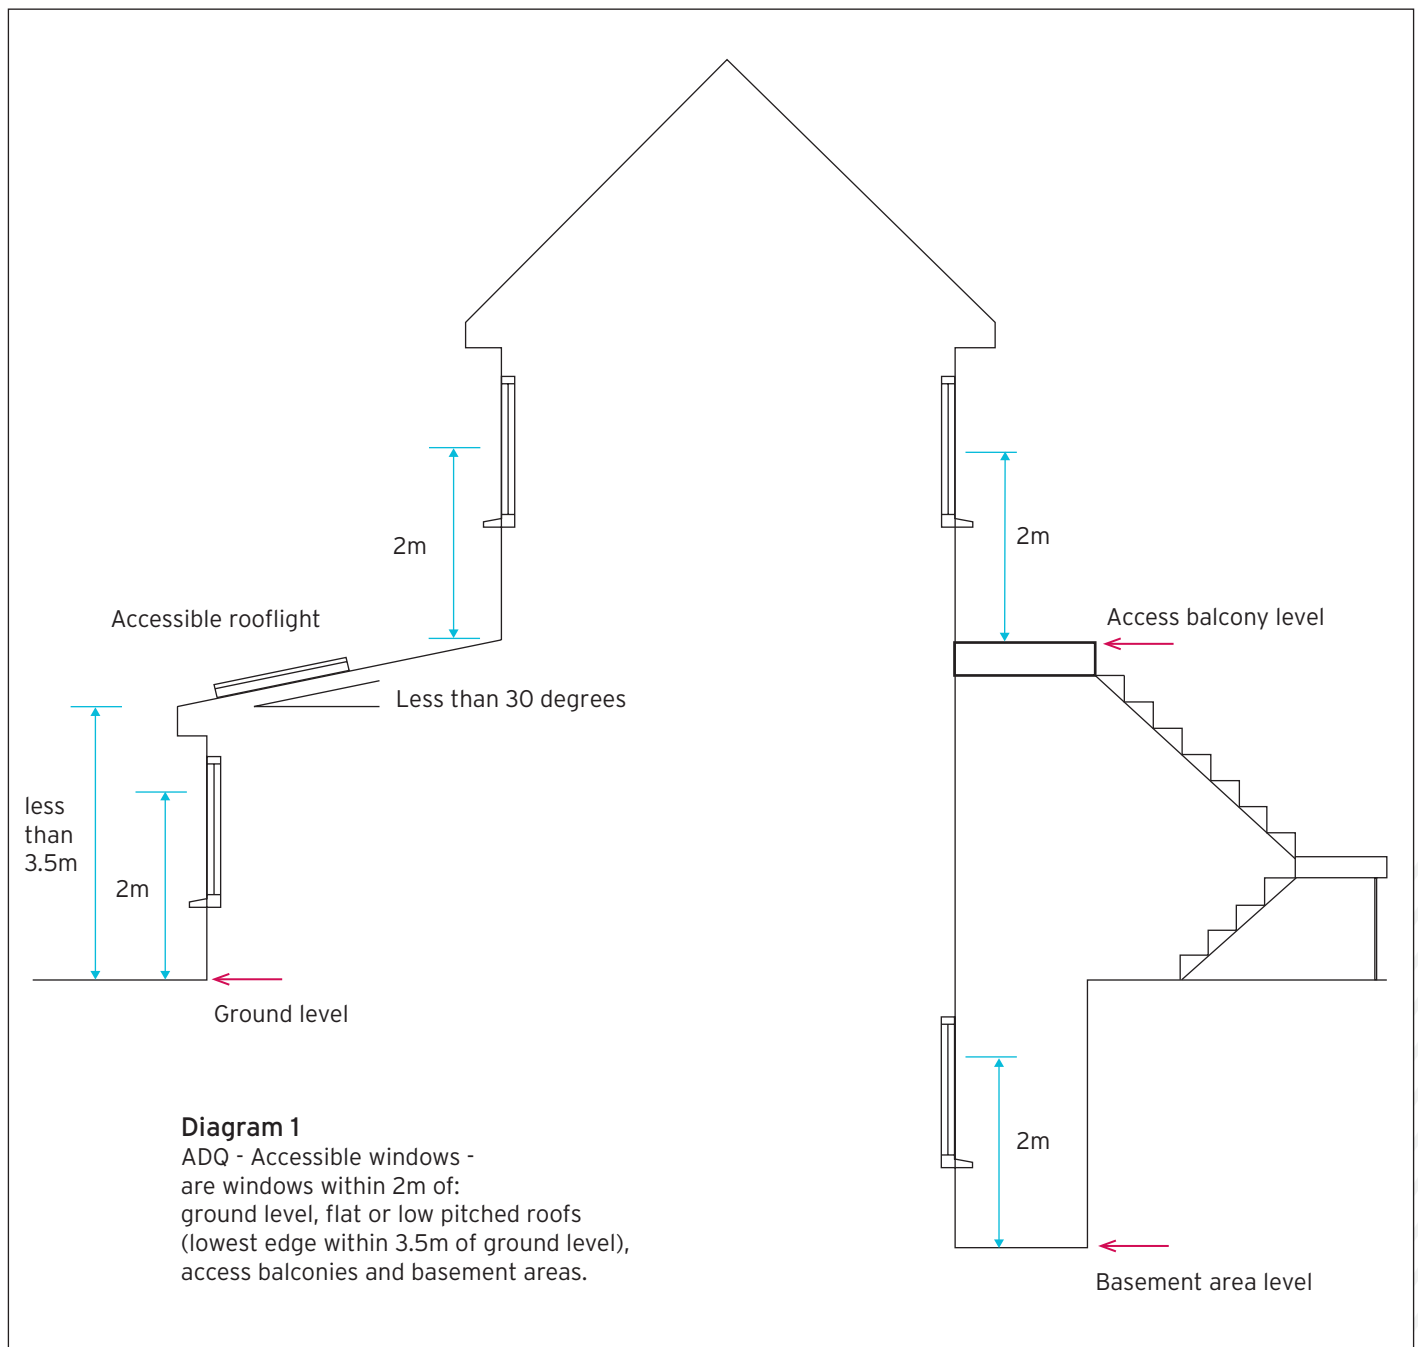 2m
2m
Accessible rooflight
Access balcony level
Less than 30 degrees
less
than
3.5m
2m
Ground level
Diagram 1
ADQ - Accessible windows -
are windows within 2m of:
ground level, flat or low pitched roofs
(lowest edge within 3.5m of ground level),
access balconies and basement areas.
2m
Basement area level